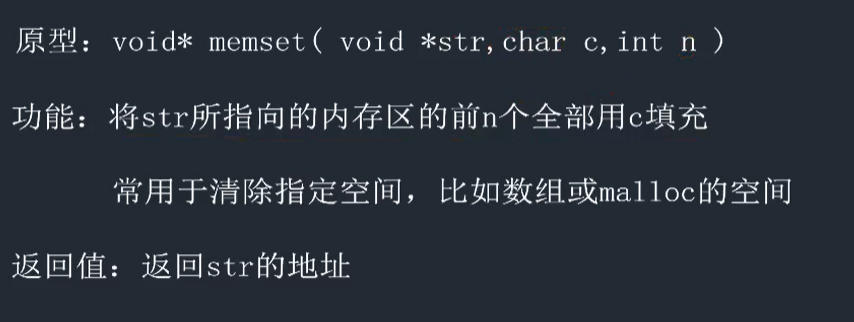 原型：void* memset( void *str,char c,int n )
功能：将str所指向的内存区的前n个全部用c填充
常用于清除指定空间，比如数组或malloc的空间
返回值：返回str的地址